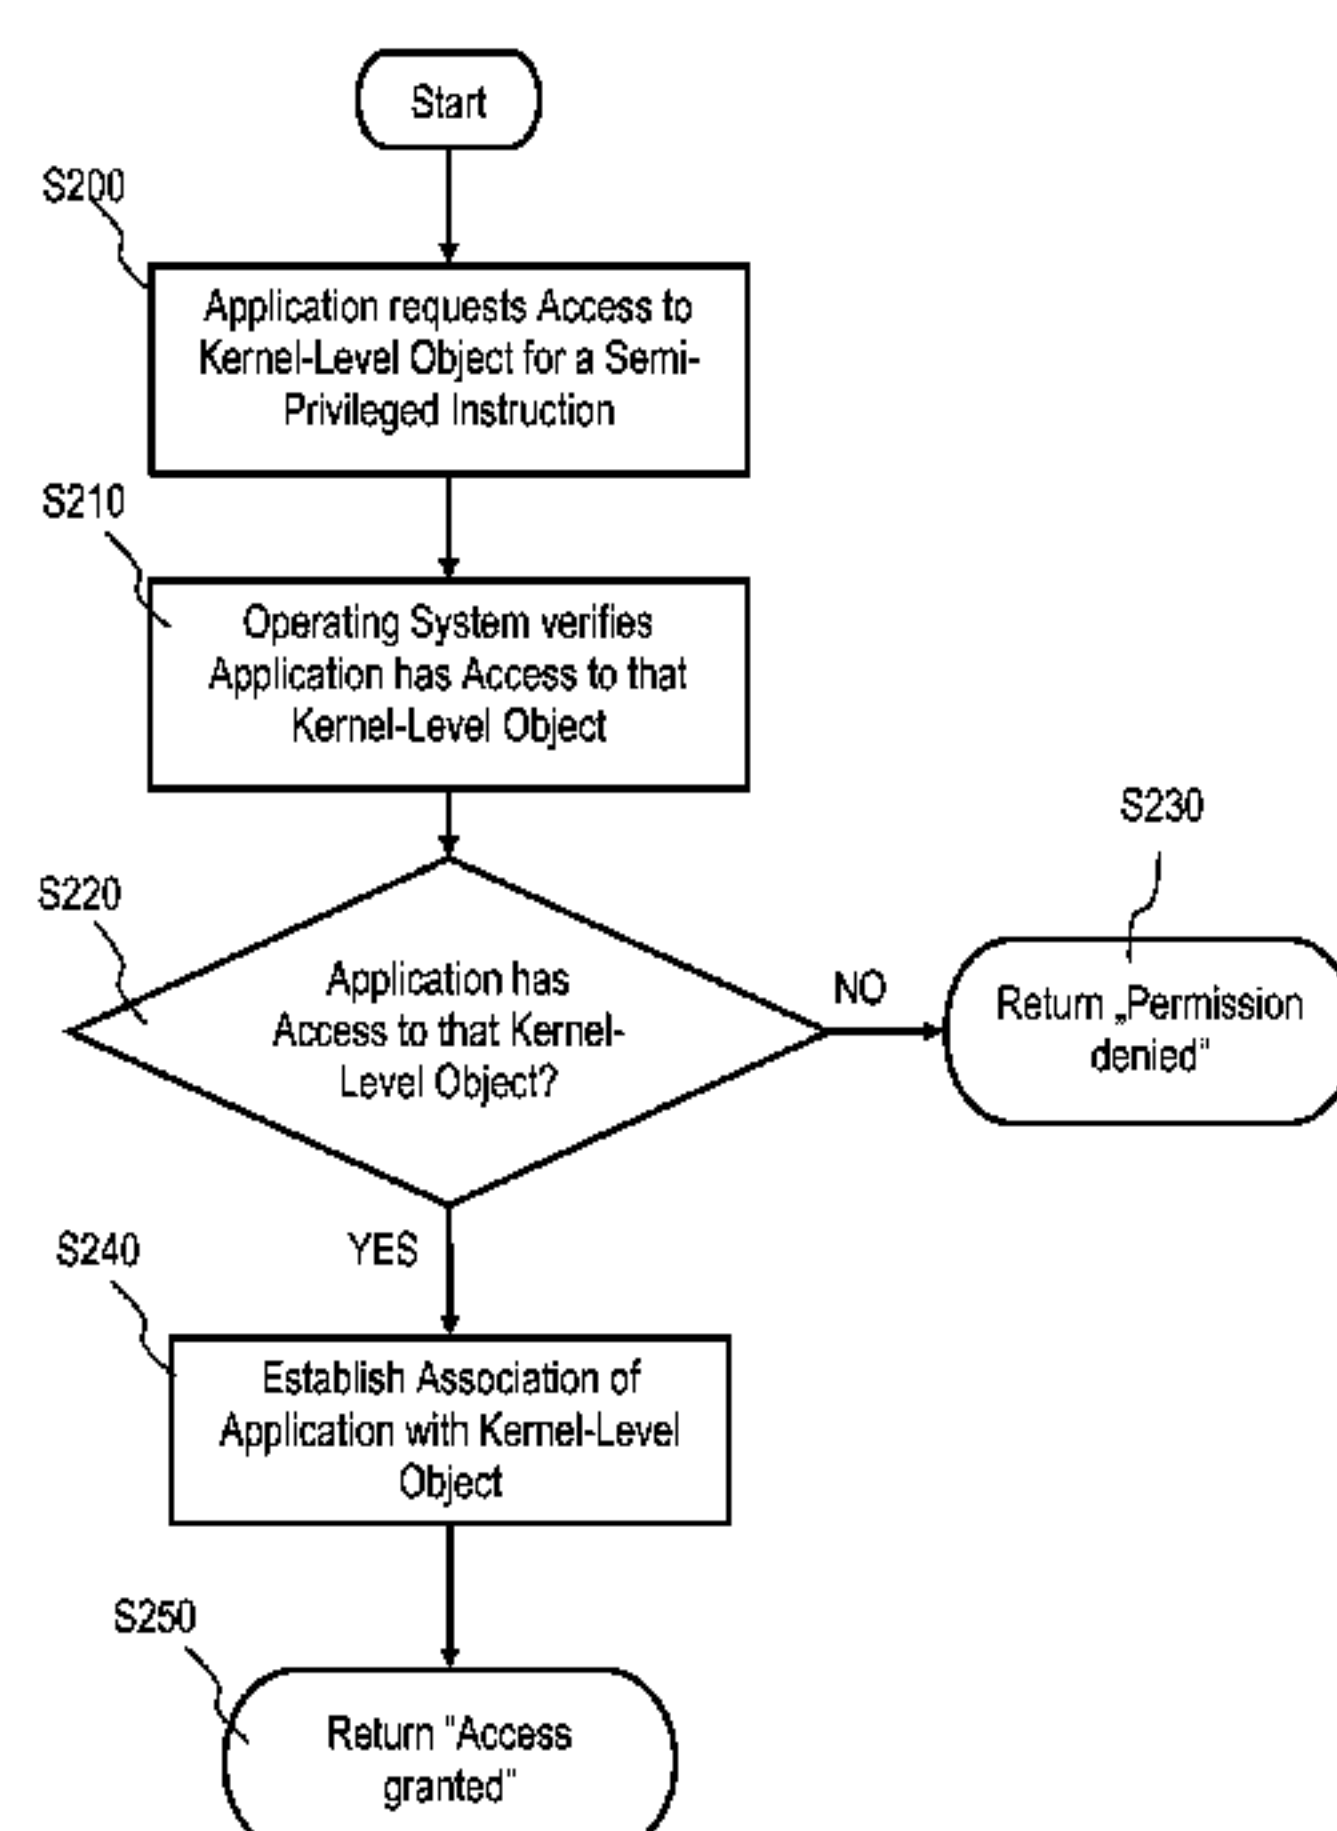 Start
S200
Application requests Access to
Kernel-Level Object for a Semi-
Privileged Instruction
S210
Operating System verifies
Application has Access to that
Kernel-Level Object
S220
Application has
Access to that Kernel-
Level Object?
NO
S230
Return „Permission
denied“
YES
S240
Establish Association of
Application with Kernel-Level
Object
S250
Return "Access
granted"